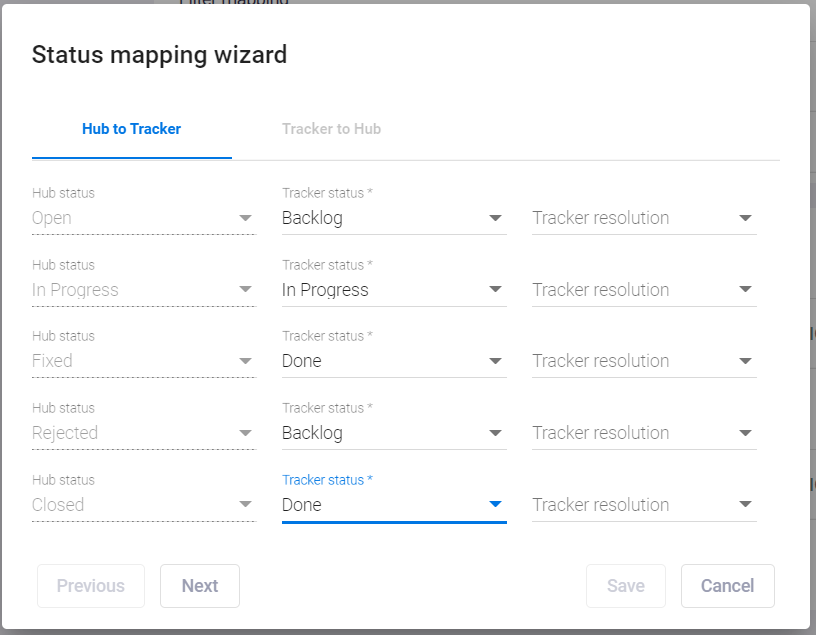 Filter mapping
Status mapping wizard
Hub to Tracker Tracker to Hub
Hub status Tracker status *
Open Backlog Tracker resolution
Hub status Tracker status *
In Progress In Progress Tracker resolution
Hub status Tracker status *
Fixed Done Tracker resolution
Hub status Tracker status *
Rejected Backlog Tracker resolution
Hub status Tracker status *
Closed Done Tracker resolution
Previous Next Save Cancel